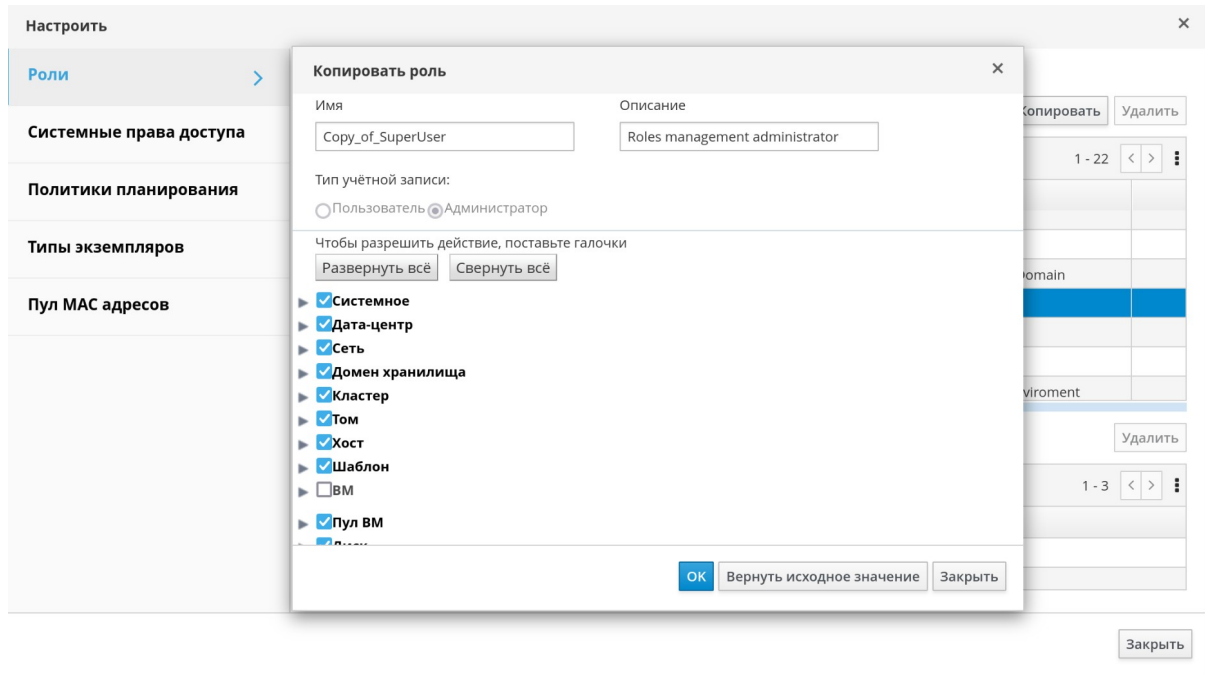 Настроить
Роли
Системные права доступа
Политики планирования
Типы экземпляров
Пул MAC адресов
Копировать роль
Имя
Описание
Copy_of_SuperUser
Roles management administrator
Тип учётной записи:
Пользователь Администратор
Чтобы разрешить действие, поставьте галочки
Развернуть всё Свернуть всё
Системное
Дата-центр
Сеть
Домен хранилища
Кластер
Том
Хост
Шаблон
ВМ
Пул ВМ
OK Вернуть исходное значение Закрыть
Копировать Удалить
1 - 22
omain
viroment
Удалить
1 - 3
Закрыть